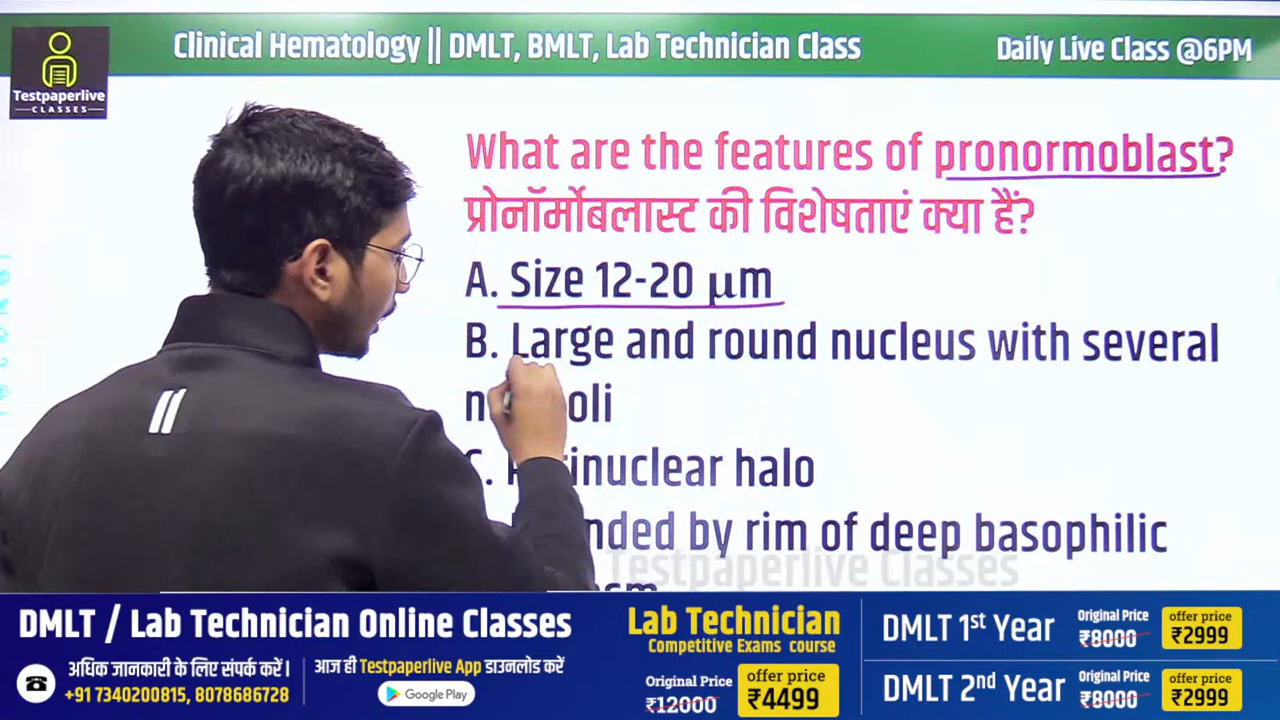 Testpaperlive
CLASSES
Clinical Hematology || DMLT, BMLT, Lab Technician Class
Daily Live Class @6PM
What are the features of pronormoblast?
प्रोनॉर्मोबलास्ट की विशेषताएं क्या हैं?
A. Size 12-20 µm
B. Large and round nucleus with several
halo
by rim of deep basophilic
Testpaperlive Classes
DMLT / Lab Technician Online Classes
अधिक जानकारी के लिए संपर्क करें।
+91 7340200815, 8078686728
आज ही Testpaperlive App डाउनलोड करें
Google Play
Lab Technician
Competitive Exams course
Original Price
₹12000
offer price
₹4499
DMLT 1st Year
Original Price
₹8000
offer price
₹2999
DMLT 2nd Year
Original Price
₹8000
offer price
₹2999